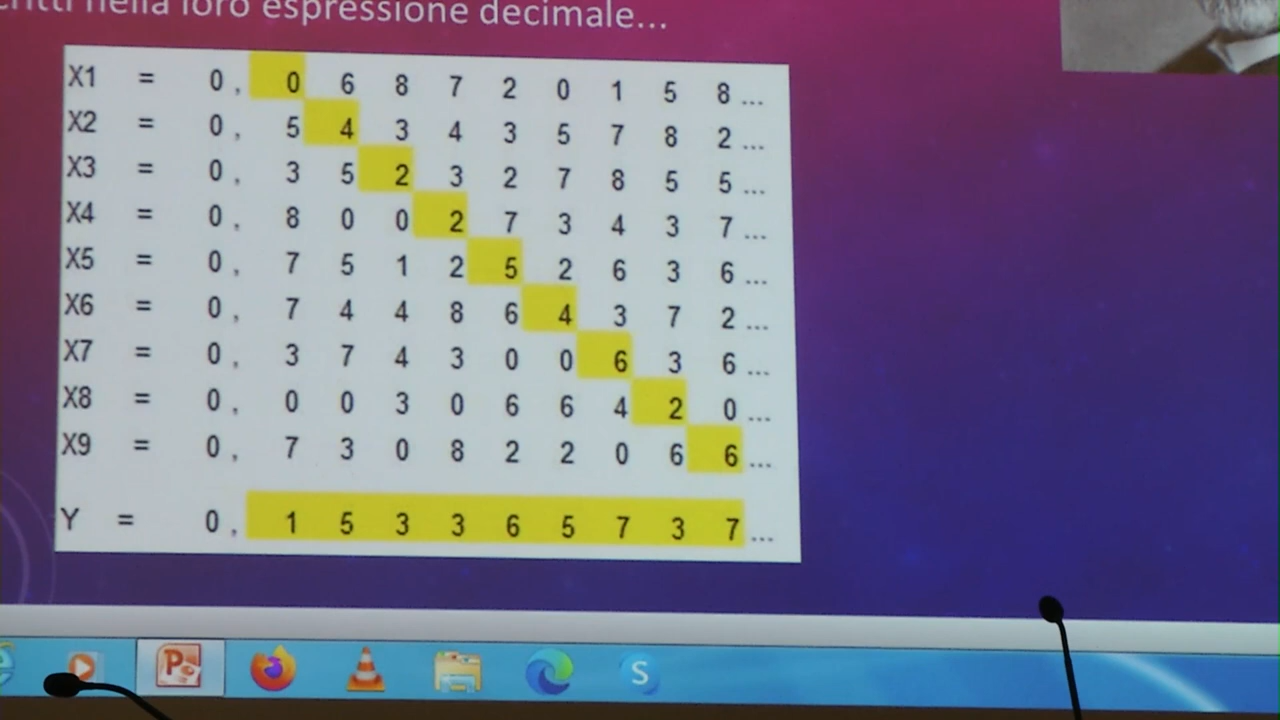 nella loro espressione decimale...
X1 = 0, 0 6 8 7 2 0 1 5 8 ...
X2 = 0, 5 4 3 4 3 5 7 8 2 ...
X3 = 0, 3 5 2 3 2 7 8 5 5 ...
X4 = 0, 8 0 0 2 7 3 4 3 7 ...
X5 = 0, 7 5 1 2 5 2 6 3 6 ...
X6 = 0, 7 4 4 8 6 4 3 7 2 ...
X7 = 0, 3 7 4 3 0 0 6 3 6 ...
X8 = 0, 0 0 3 0 6 6 4 2 0 ...
X9 = 0, 7 3 0 8 2 2 0 6 6 ...
Y = 0, 1 5 3 3 6 5 7 3 7 ...
P
S